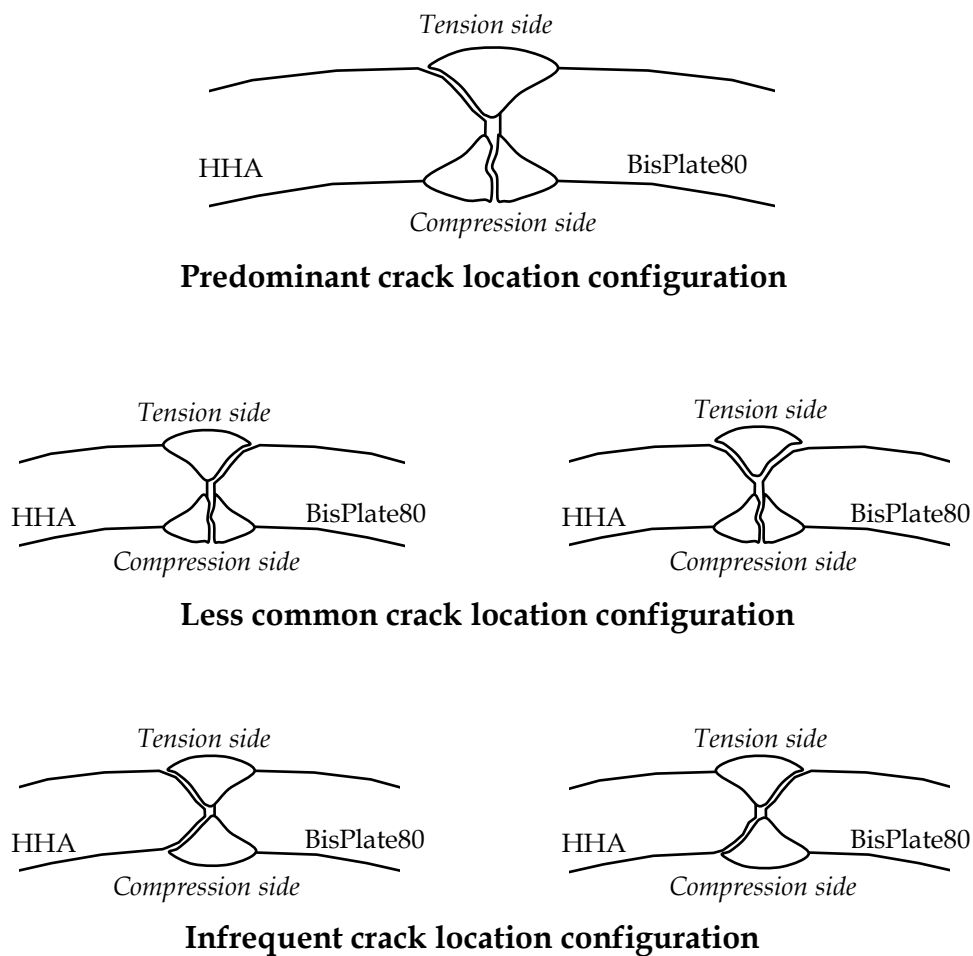 Tension side
HHA
BisPlate80
Compression side
Predominant crack location configuration
Tension side
Tension side
HHA
BisPlate80
HHA
BisPlate80
Compression side
Compression side
Less common crack location configuration
Tension side
Tension side
HHA
BisPlate80
HHA
BisPlate80
Compression side
Compression side
Infrequent crack location configuration